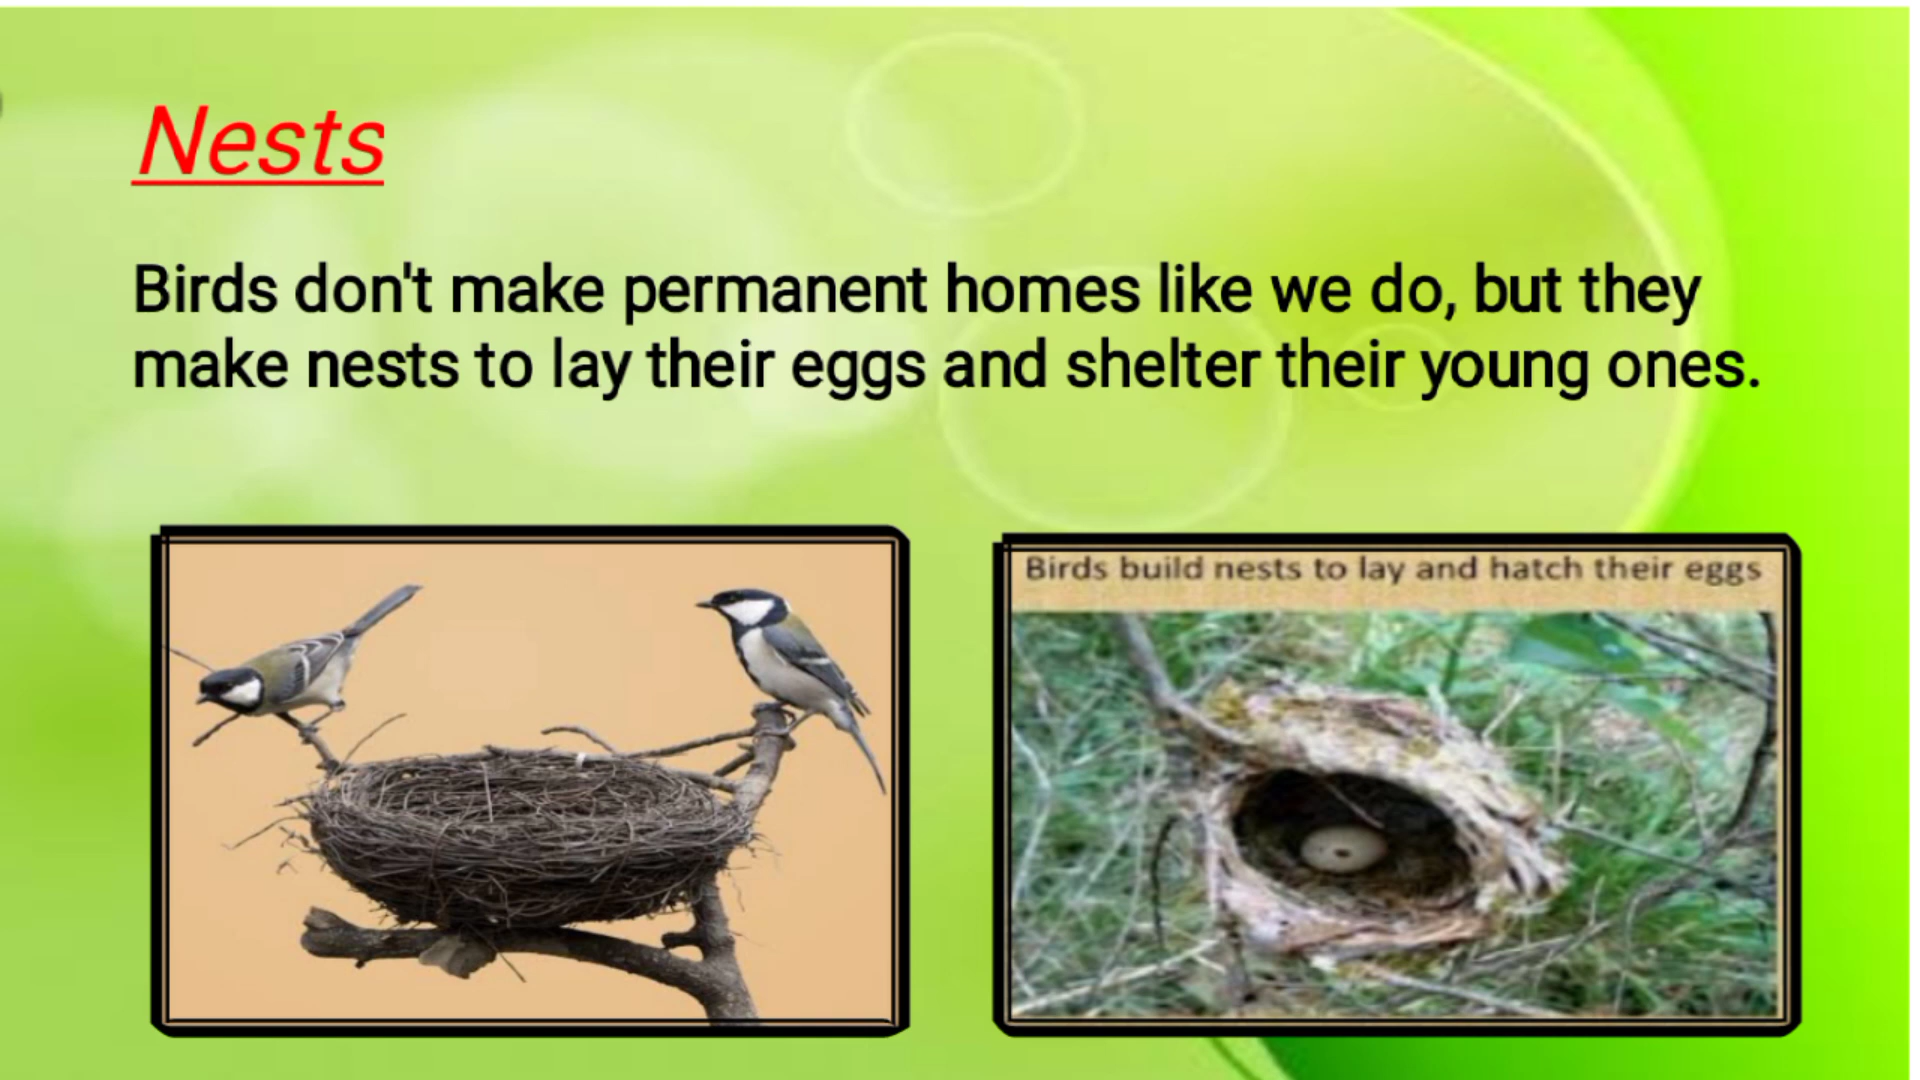 Nests
Birds don't make permanent homes like we do, but they
make nests to lay their eggs and shelter their young ones.
Birds build nests to lay and hatch their eggs